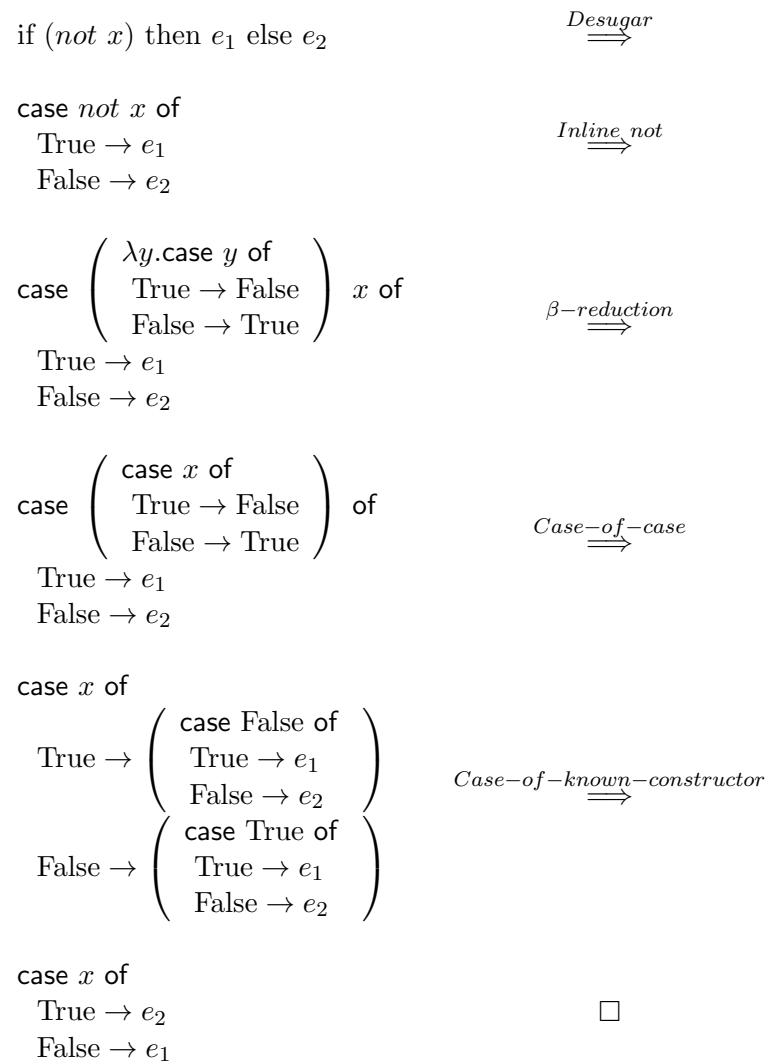 if (not x) then e₁ else e₂ Desugar ⟹
case not x of
True → e₁ Inline not ⟹
False → e₂
λy.case y of
case ( True → False ) x of
False → True β−reduction ⟹
True → e₁
False → e₂
case x of
case ( True → False ) of
False → True Case−of−case ⟹
True → e₁
False → e₂
case x of
case False of
True → ( True → e₁ )
False → e₂ Case−of−known−constructor ⟹
case True of
False → ( True → e₁ )
False → e₂
case x of
True → e₂ □
False → e₁